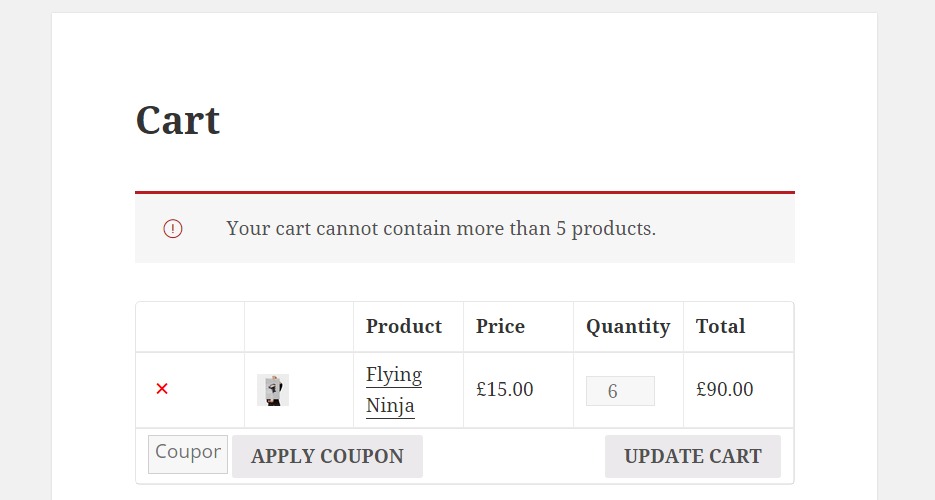 Cart
Your cart cannot contain more than 5 products.
Product Price Quantity Total
× Flying Ninja £15.00 6 £90.00
Coupon APPLY COUPON UPDATE CART